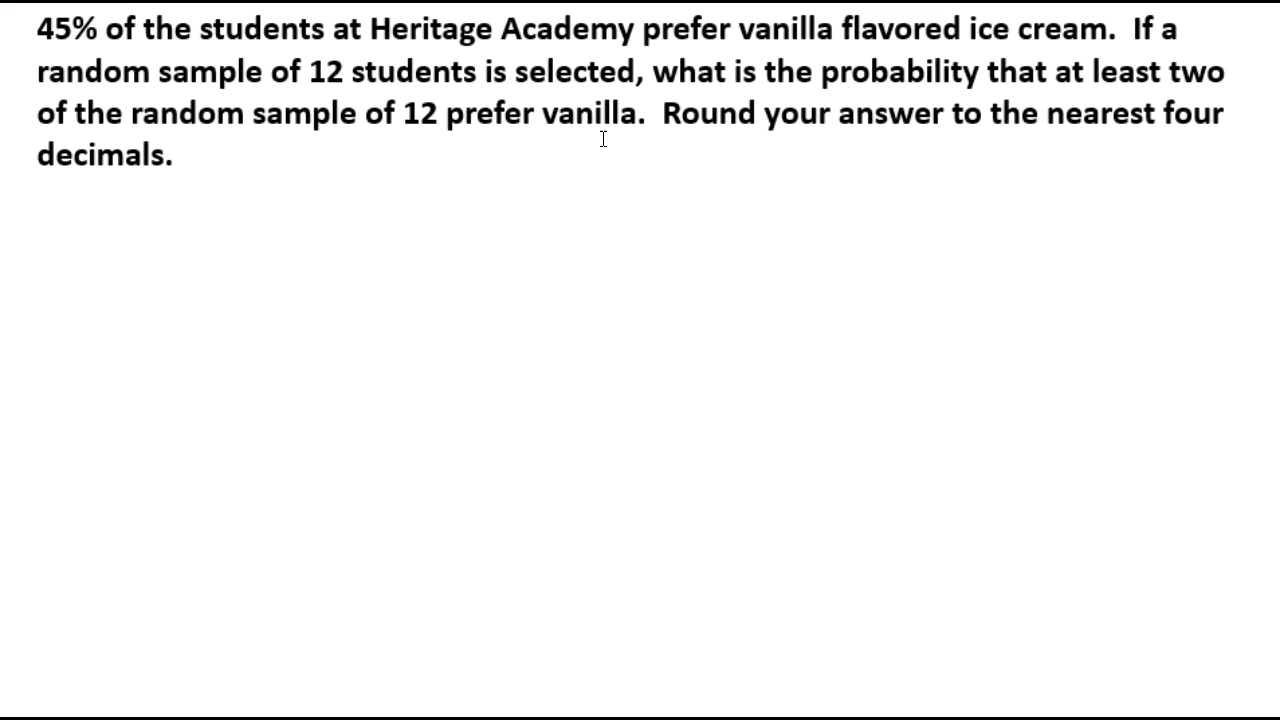 45% of the students at Heritage Academy prefer vanilla flavored ice cream.  If a
random sample of 12 students is selected, what is the probability that at least two
of the random sample of 12 prefer vanilla.  Round your answer to the nearest four
decimals.